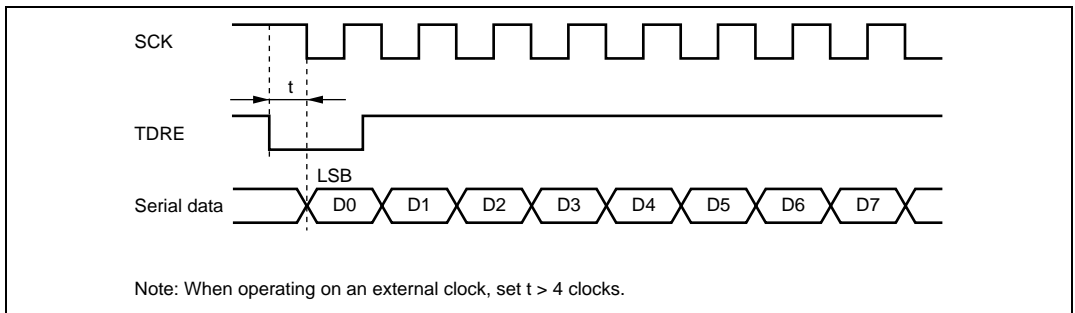 SCK
t
TDRE
LSB
Serial data D0 D1 D2 D3 D4 D5 D6 D7
Note: When operating on an external clock, set t > 4 clocks.